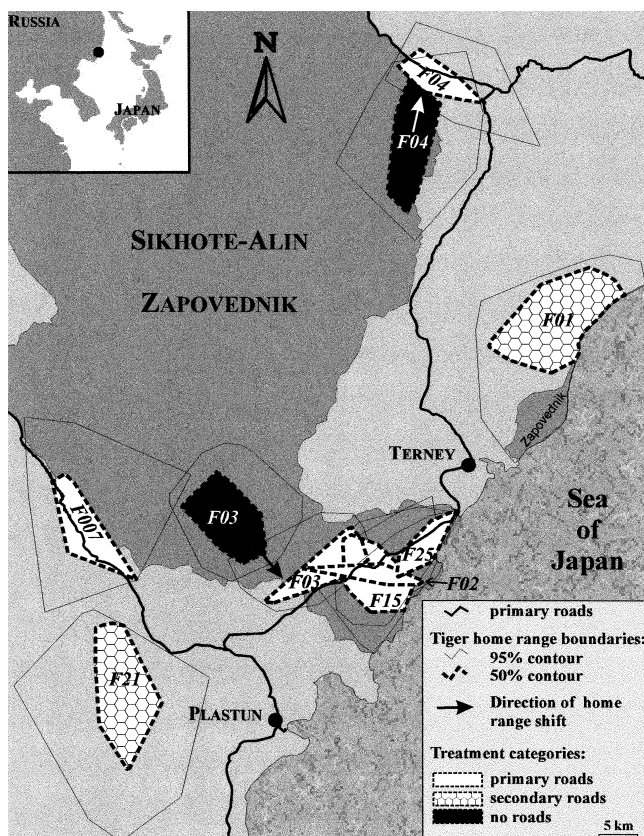 RUSSIA
JAPAN
N
F04
F04
SIKHOTE-ALIN
ZAPOVEDNIK
F01
Zapovednik
TERNEY
Sea
of
Japan
F007
F03
F03
F25
F02
F15
F21
PLASTUN
primary roads
Tiger home range boundaries:
95% contour
50% contour
Direction of home
range shift
Treatment categories:
primary roads
secondary roads
no roads
5 km